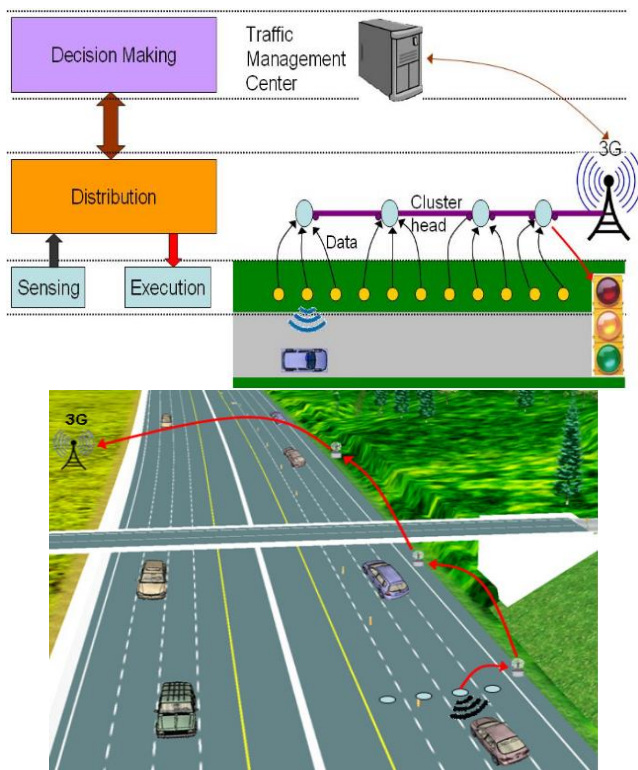 Decision Making
Traffic
Management
Center
3G
Distribution
Cluster
head
Data
Sensing
Execution
3G